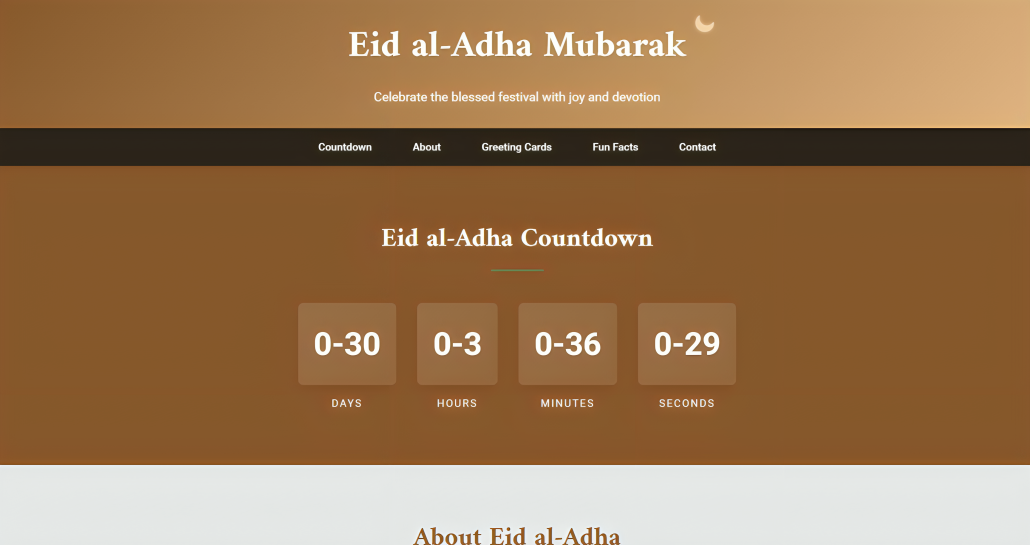 Eid al-Adha Mubarak
Celebrate the blessed festival with joy and devotion
Countdown About Greeting Cards Fun Facts Contact
Eid al-Adha Countdown
0-30 0-3 0-36 0-29
DAYS HOURS MINUTES SECONDS
About Eid al-Adha